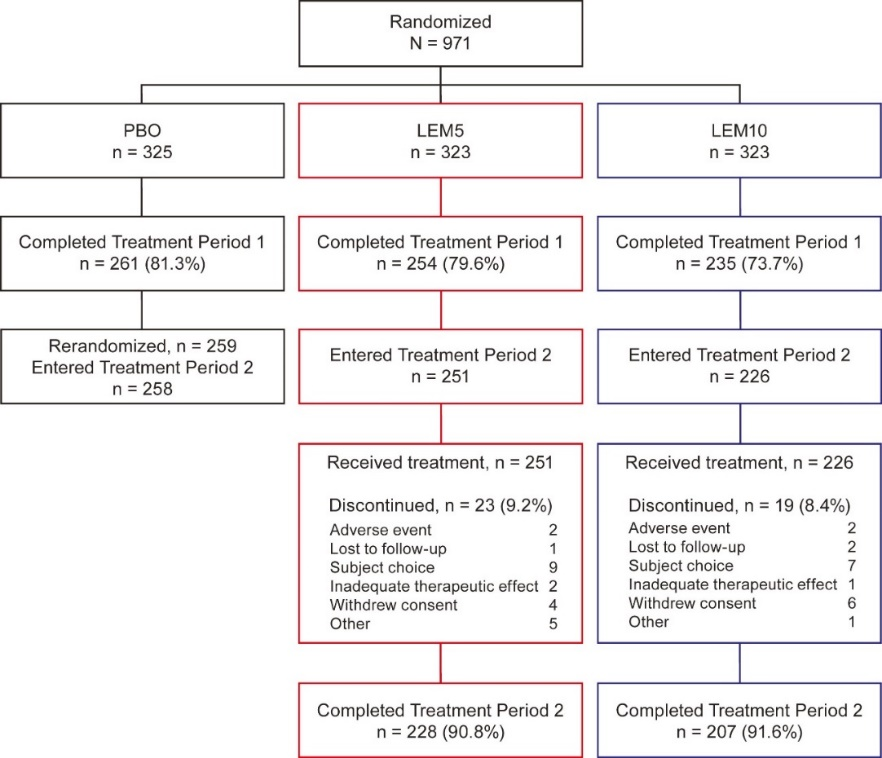 Randomized
N = 971
PBO
n = 325
LEM5
n = 323
LEM10
n = 323
Completed Treatment Period 1
n = 261 (81.3%)
Completed Treatment Period 1
n = 254 (79.6%)
Completed Treatment Period 1
n = 235 (73.7%)
Rerandomized, n = 259
Entered Treatment Period 2
n = 258
Entered Treatment Period 2
n = 251
Entered Treatment Period 2
n = 226
Received treatment, n = 251
Discontinued, n = 23 (9.2%)
Adverse event 2
Lost to follow-up 1
Subject choice 9
Inadequate therapeutic effect 2
Withdrew consent 4
Other 5
Received treatment, n = 226
Discontinued, n = 19 (8.4%)
Adverse event 2
Lost to follow-up 2
Subject choice 7
Inadequate therapeutic effect 1
Withdrew consent 6
Other 1
Completed Treatment Period 2
n = 228 (90.8%)
Completed Treatment Period 2
n = 207 (91.6%)